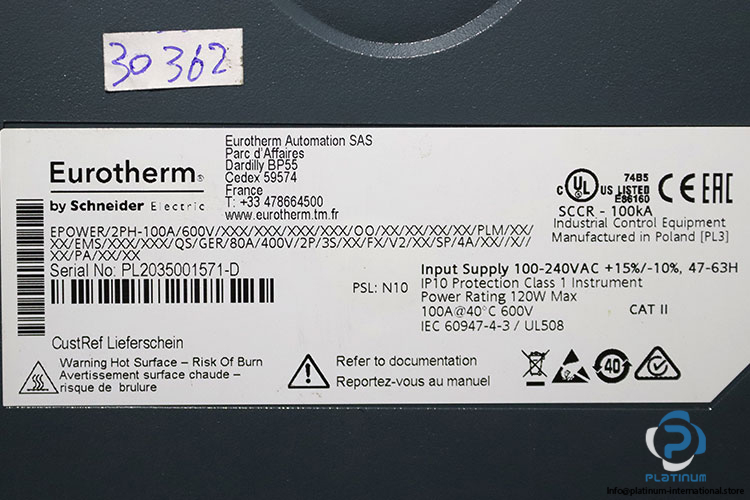 30362
Eurotherm®
by Schneider Electric
Eurotherm Automation SAS
Parc d'Affaires
Dardilly BP55
Cedex 59574
France
T: +33 478664500
www.eurotherm.tm.fr
c UL US LISTED
74B5
E86160
CE EAC
SCCR - 100kA
Industrial Control Equipment
Manufactured in Poland [PL3]
EPOWER/2PH-100A/600V/XXX/XXX/XXX/XXX/OO/XX/XX/XX/XX/PLM/XX/
XX/EMS/XXX/XXX/QS/GER/80A/400V/2P/3S/XX/FX/V2/XX/SP/4A/XX//X//
XX/PA/XX/XX
Serial No: PL2035001571-D
PSL: N10
Input Supply 100-240VAC +15%/-10%, 47-63H
IP10 Protection Class 1 Instrument
Power Rating 120W Max
100A@40°C 600V
CAT II
IEC 60947-4-3 / UL508
CustRef Lieferschein
Warning Hot Surface – Risk Of Burn
Avertissement surface chaude –
risque de brulure
Refer to documentation
Reportez-vous au manuel
40
PLATINUM
Info@platinum-international.store